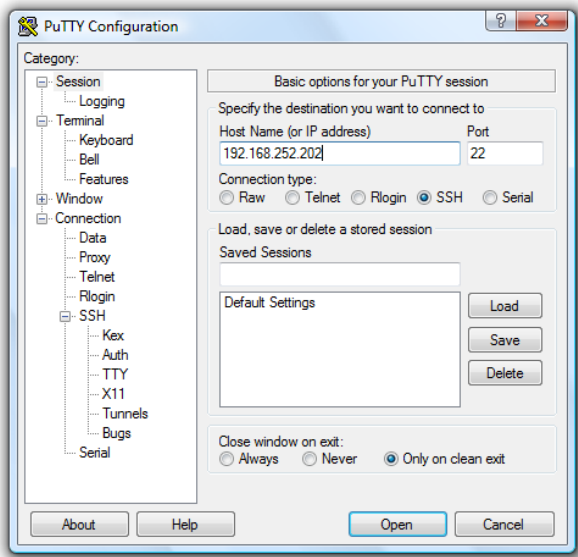 PuTTY Configuration
Category:
Session
Logging
Terminal
Keyboard
Bell
Features
Window
Connection
Data
Proxy
Telnet
Rlogin
SSH
Kex
Auth
TTY
X11
Tunnels
Bugs
Serial
Basic options for your PuTTY session
Specify the destination you want to connect to
Host Name (or IP address) Port
192.168.252.202 22
Connection type:
Raw Telnet Rlogin SSH Serial
Load, save or delete a stored session
Saved Sessions
Default Settings
Load
Save
Delete
Close window on exit:
Always Never Only on clean exit
About Help Open Cancel